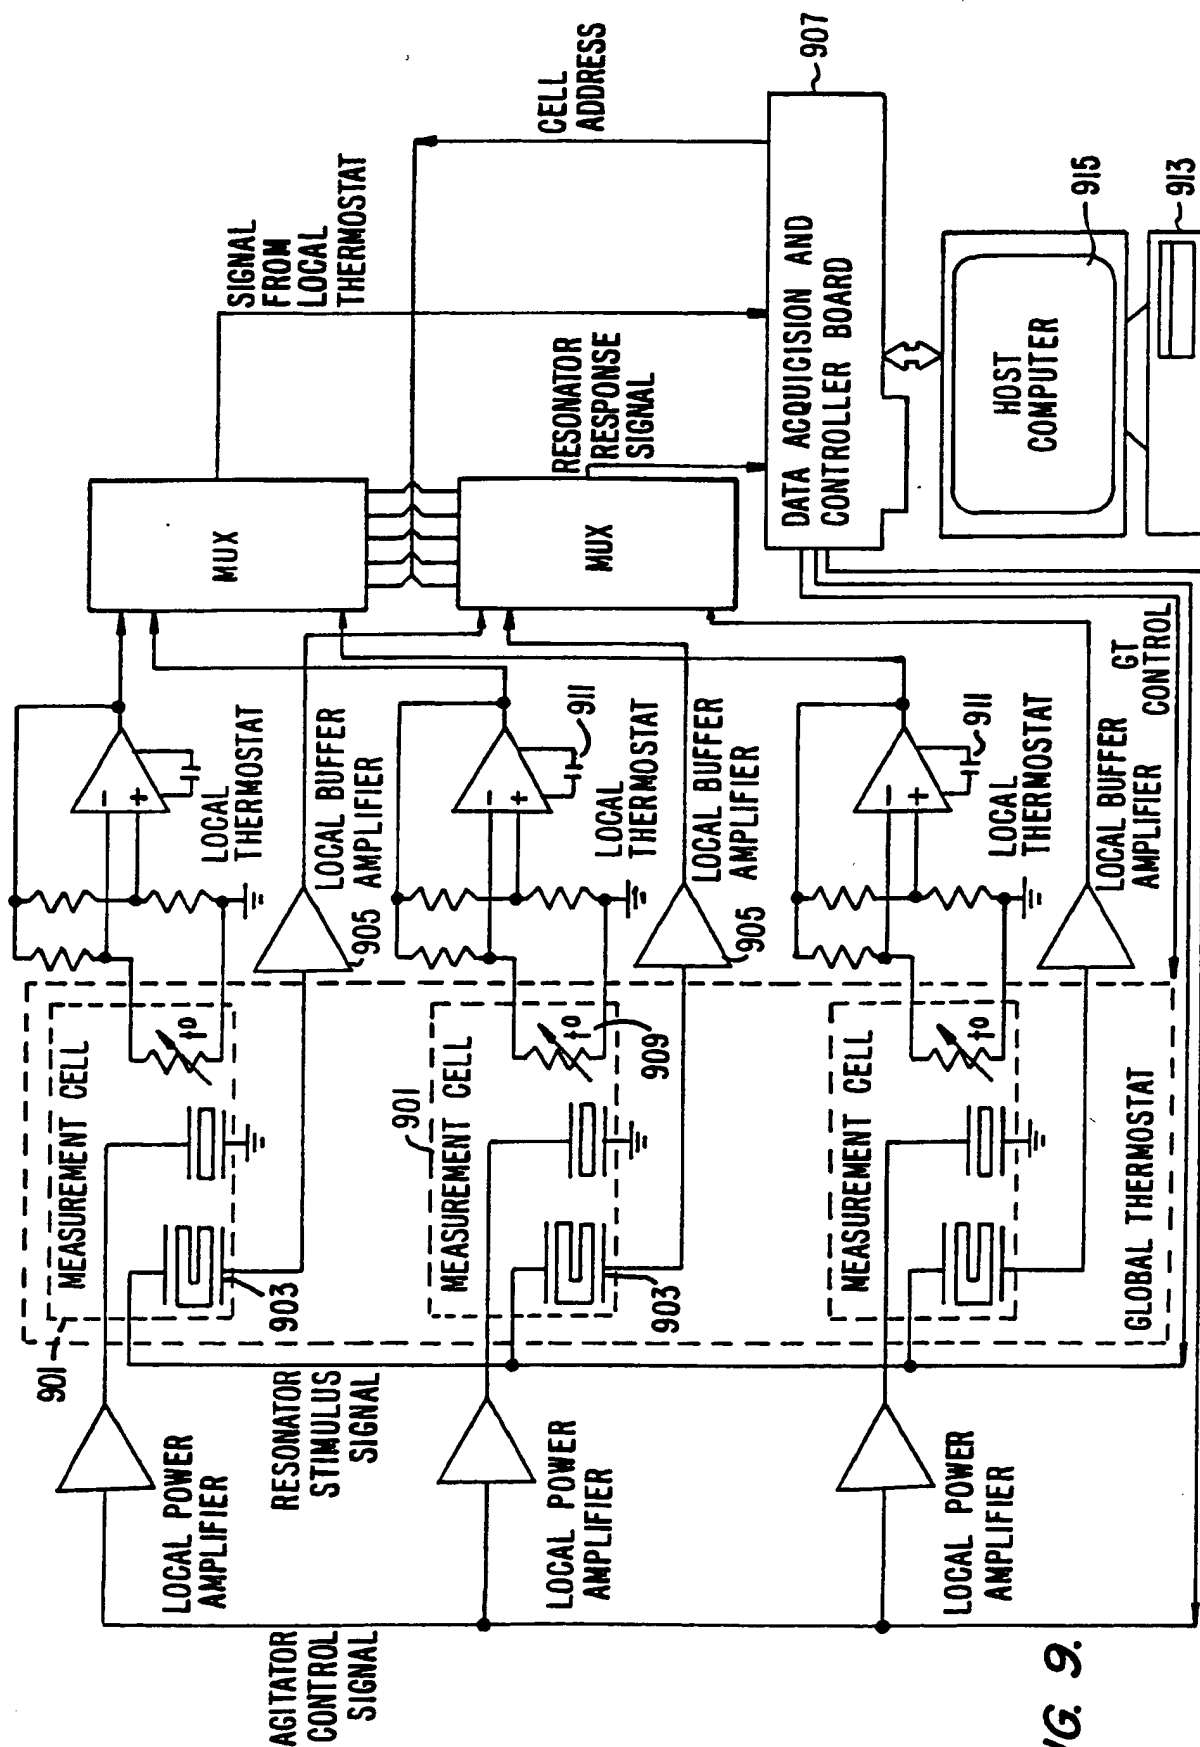 AGITATOR
CONTROL
SIGNAL
LOCAL POWER
AMPLIFIER
RESONATOR
STIMULUS
SIGNAL
901
MEASUREMENT CELL
903
t°
905
LOCAL BUFFER
AMPLIFIER
LOCAL
THERMOSTAT
-
+
MUX
SIGNAL
FROM
LOCAL
THERMOSTAT
CELL
ADDRESS
LOCAL POWER
AMPLIFIER
901
MEASUREMENT CELL
903
t°
909
905
LOCAL BUFFER
AMPLIFIER
LOCAL
THERMOSTAT
-
+
911
MUX
RESONATOR
RESPONSE
SIGNAL
LOCAL POWER
AMPLIFIER
MEASUREMENT CELL
t°
GLOBAL THERMOSTAT
LOCAL BUFFER
AMPLIFIER
LOCAL
THERMOSTAT
-
+
911
GT
CONTROL
DATA ACQUICISION AND
CONTROLLER BOARD
907
HOST
COMPUTER
915
913
FIG. 9.